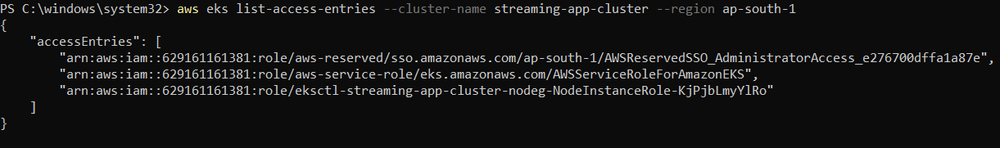 PS C:\windows\system32> aws eks list-access-entries --cluster-name streaming-app-cluster --region ap-south-1
{
    "accessEntries": [
        "arn:aws:iam::629161161381:role/aws-reserved/sso.amazonaws.com/ap-south-1/AWSReservedSSO_AdministratorAccess_e276700dffa1a87e",
        "arn:aws:iam::629161161381:role/aws-service-role/eks.amazonaws.com/AWSServiceRoleForAmazonEKS",
        "arn:aws:iam::629161161381:role/eksctl-streaming-app-cluster-nodeg-NodeInstanceRole-KjPjbLmyYlRo"
    ]
}